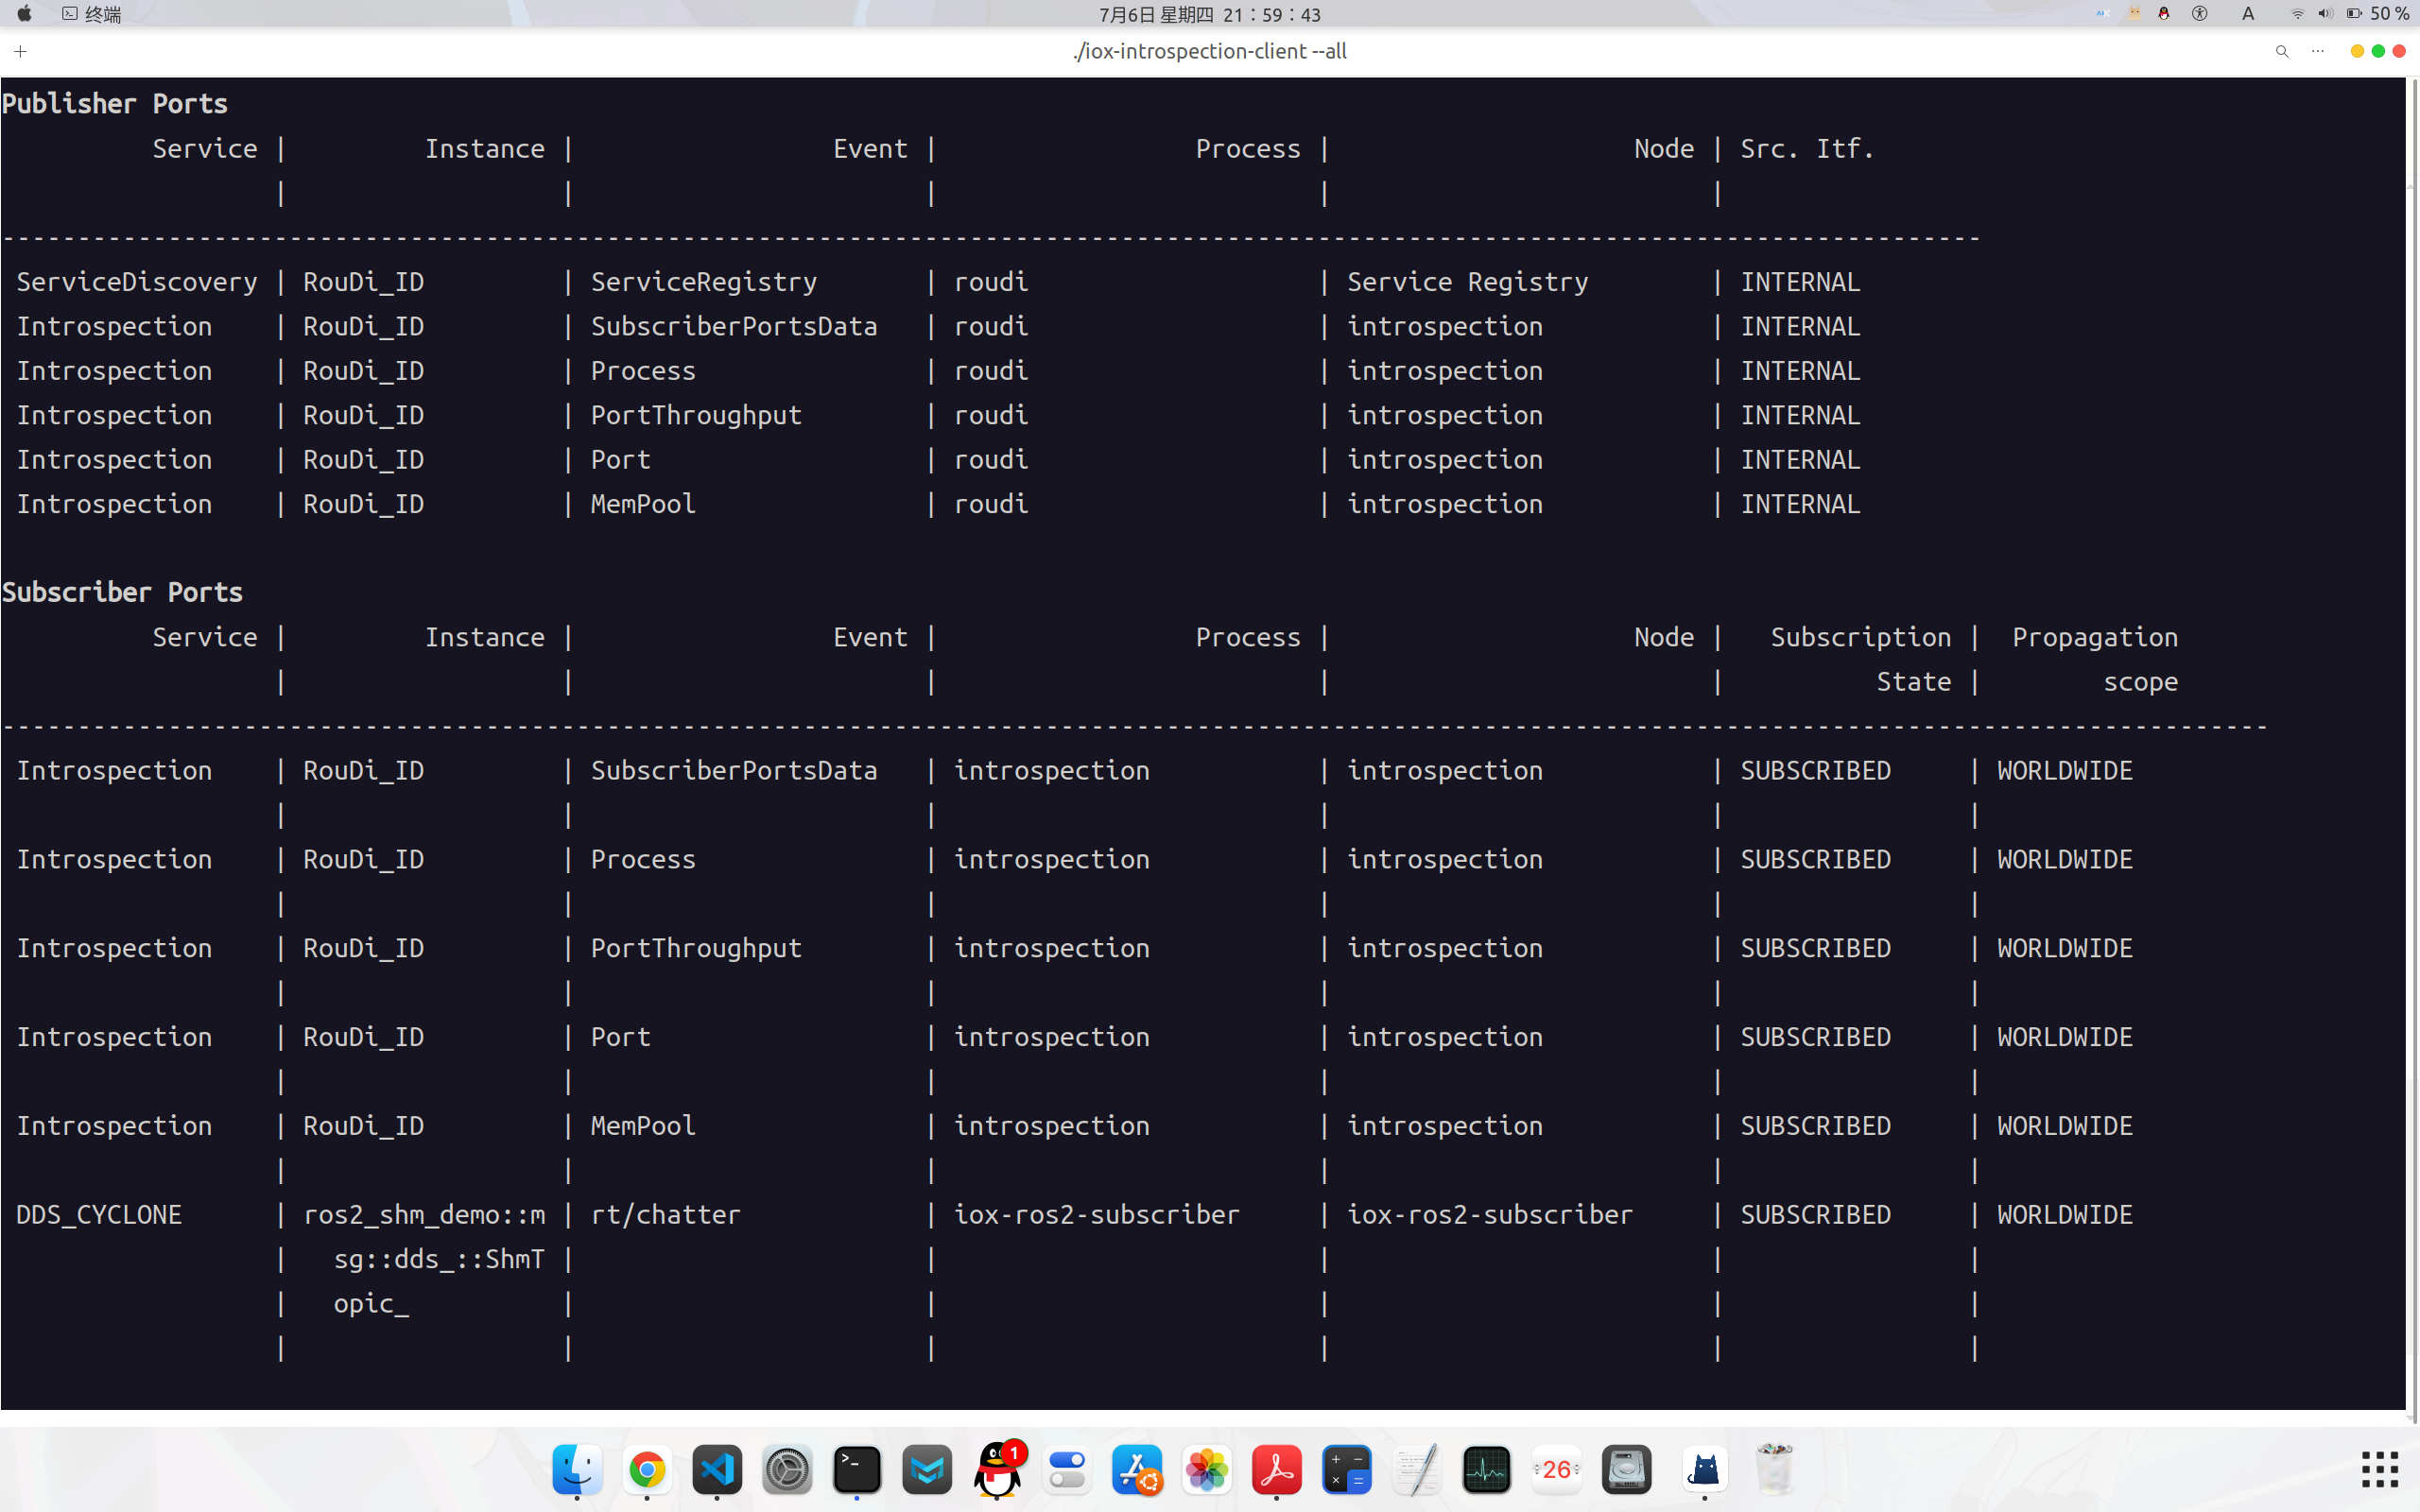 终端
7月6日 星期四 21：59：43
A
50 %
./iox-introspection-client --all
Publisher Ports
Service | Instance | Event | Process | Node | Src. Itf.
| | | | |
-----------------------------------------------------------------------------------------------------------------------------------
ServiceDiscovery | RouDi_ID | ServiceRegistry | roudi | Service Registry | INTERNAL
Introspection | RouDi_ID | SubscriberPortsData | roudi | introspection | INTERNAL
Introspection | RouDi_ID | Process | roudi | introspection | INTERNAL
Introspection | RouDi_ID | PortThroughput | roudi | introspection | INTERNAL
Introspection | RouDi_ID | Port | roudi | introspection | INTERNAL
Introspection | RouDi_ID | MemPool | roudi | introspection | INTERNAL
Subscriber Ports
Service | Instance | Event | Process | Node | Subscription | Propagation
| | | | | State | scope
------------------------------------------------------------------------------------------------------------------------------------------------------
Introspection | RouDi_ID | SubscriberPortsData | introspection | introspection | SUBSCRIBED | WORLDWIDE
| | | | | |
Introspection | RouDi_ID | Process | introspection | introspection | SUBSCRIBED | WORLDWIDE
| | | | | |
Introspection | RouDi_ID | PortThroughput | introspection | introspection | SUBSCRIBED | WORLDWIDE
| | | | | |
Introspection | RouDi_ID | Port | introspection | introspection | SUBSCRIBED | WORLDWIDE
| | | | | |
Introspection | RouDi_ID | MemPool | introspection | introspection | SUBSCRIBED | WORLDWIDE
| | | | | |
DDS_CYCLONE | ros2_shm_demo::m | rt/chatter | iox-ros2-subscriber | iox-ros2-subscriber | SUBSCRIBED | WORLDWIDE
| sg::dds_::ShmT | | | | |
| opic_ | | | | |
| | | | | |
1
26